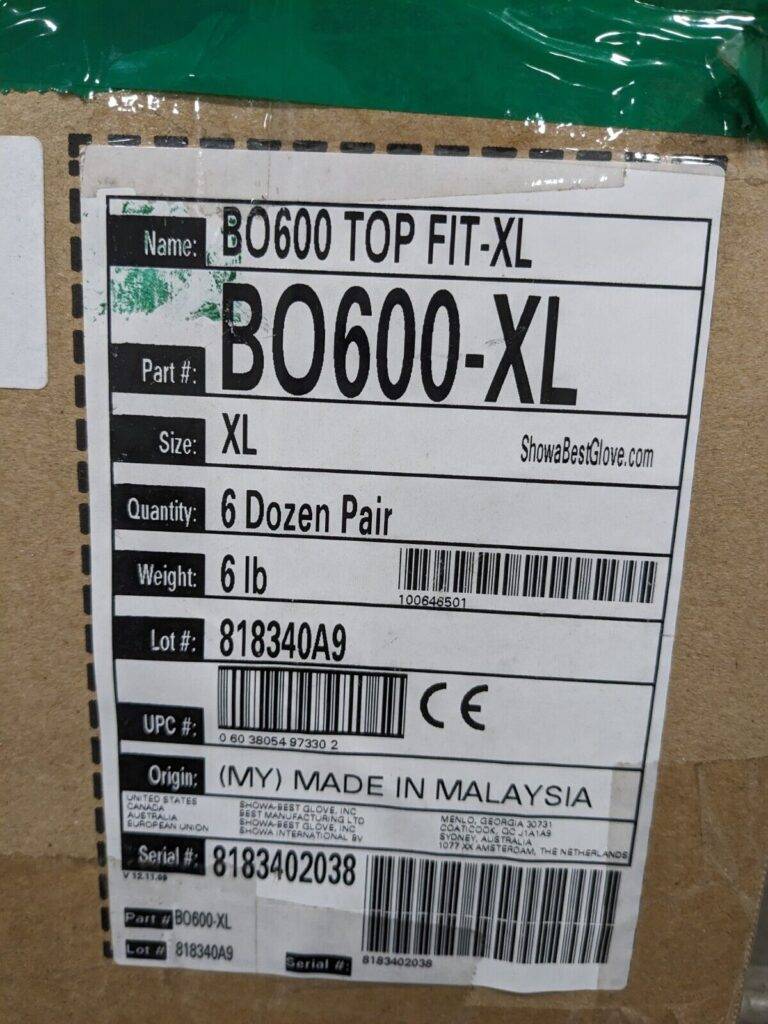 Name: BO600 TOP FIT-XL
Part #: BO600-XL
Size: XL
ShowaBestGlove.com
Quantity: 6 Dozen Pair
Weight: 6 lb
100646501
Lot #: 818340A9
UPC #:
0 60 38054 97330 2
CE
Origin: (MY) MADE IN MALAYSIA
UNITED STATES SHOWA-BEST GLOVE, INC MENLO, GEORGIA 30731
CANADA BEST MANUFACTURING LTD COATICOOK, QC J1A1A9
AUSTRALIA SHOWA-BEST GLOVE, INC SYDNEY, AUSTRALIA
EUROPEAN UNION SHOWA INTERNATIONAL BV 1077 XX AMSTERDAM, THE NETHERLANDS
Serial #: 8183402038
V 12.11.09
Part # BO600-XL
Lot # 818340A9
Serial #: 8183402038